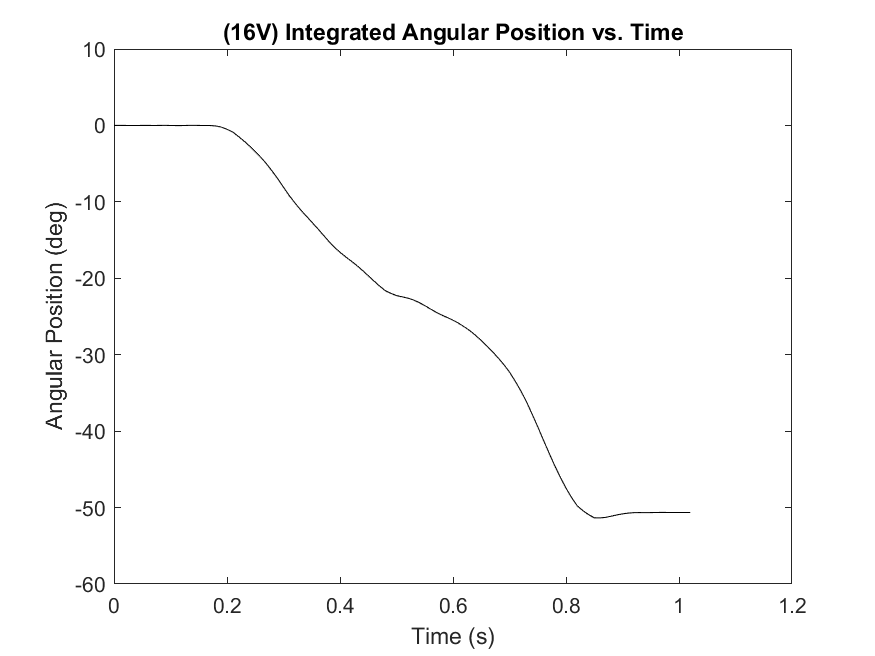 (16V) Integrated Angular Position vs. Time
10
0
-10
-20
-30
-40
-50
-60
Angular Position (deg)
0 0.2 0.4 0.6 0.8 1 1.2
Time (s)